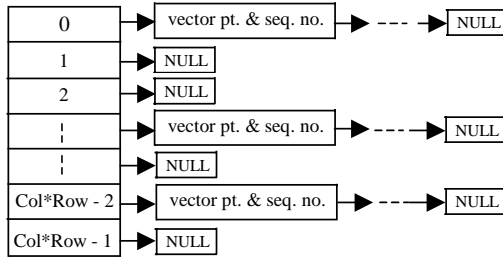 0 vector pt. & seq. no. NULL
1 NULL
2 NULL
vector pt. & seq. no. NULL
NULL
Col*Row - 2 vector pt. & seq. no. NULL
Col*Row - 1 NULL